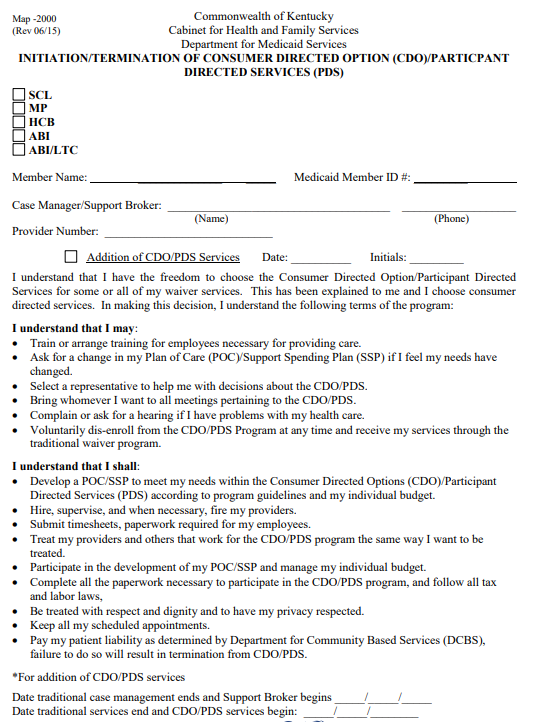 Map -2000
(Rev 06/15)
Commonwealth of Kentucky
Cabinet for Health and Family Services
Department for Medicaid Services
INITIATION/TERMINATION OF CONSUMER DIRECTED OPTION (CDO)/PARTICPANT
DIRECTED SERVICES (PDS)
SCL
MP
HCB
ABI
ABI/LTC
Member Name: ____________________ Medicaid Member ID #: ____________
Case Manager/Support Broker: ____________________ ____________
(Name) (Phone)
Provider Number: ____________________
Addition of CDO/PDS Services Date: __________ Initials: _________
I understand that I have the freedom to choose the Consumer Directed Option/Participant Directed
Services for some or all of my waiver services. This has been explained to me and I choose consumer
directed services. In making this decision, I understand the following terms of the program:
I understand that I may:
• Train or arrange training for employees necessary for providing care.
• Ask for a change in my Plan of Care (POC)/Support Spending Plan (SSP) if I feel my needs have
changed.
• Select a representative to help me with decisions about the CDO/PDS.
• Bring whomever I want to all meetings pertaining to the CDO/PDS.
• Complain or ask for a hearing if I have problems with my health care.
• Voluntarily dis-enroll from the CDO/PDS Program at any time and receive my services through the
traditional waiver program.
I understand that I shall:
• Develop a POC/SSP to meet my needs within the Consumer Directed Options (CDO)/Participant
Directed Services (PDS) according to program guidelines and my individual budget.
• Hire, supervise, and when necessary, fire my providers.
• Submit timesheets, paperwork required for my employees.
• Treat my providers and others that work for the CDO/PDS program the same way I want to be
treated.
• Participate in the development of my POC/SSP and manage my individual budget.
• Complete all the paperwork necessary to participate in the CDO/PDS program, and follow all tax
and labor laws,
• Be treated with respect and dignity and to have my privacy respected.
• Keep all my scheduled appointments.
• Pay my patient liability as determined by Department for Community Based Services (DCBS),
failure to do so will result in termination from CDO/PDS.
*For addition of CDO/PDS services
Date traditional case management ends and Support Broker begins _____/_____/_____
Date traditional services end and CDO/PDS services begin: _____/_____/_____